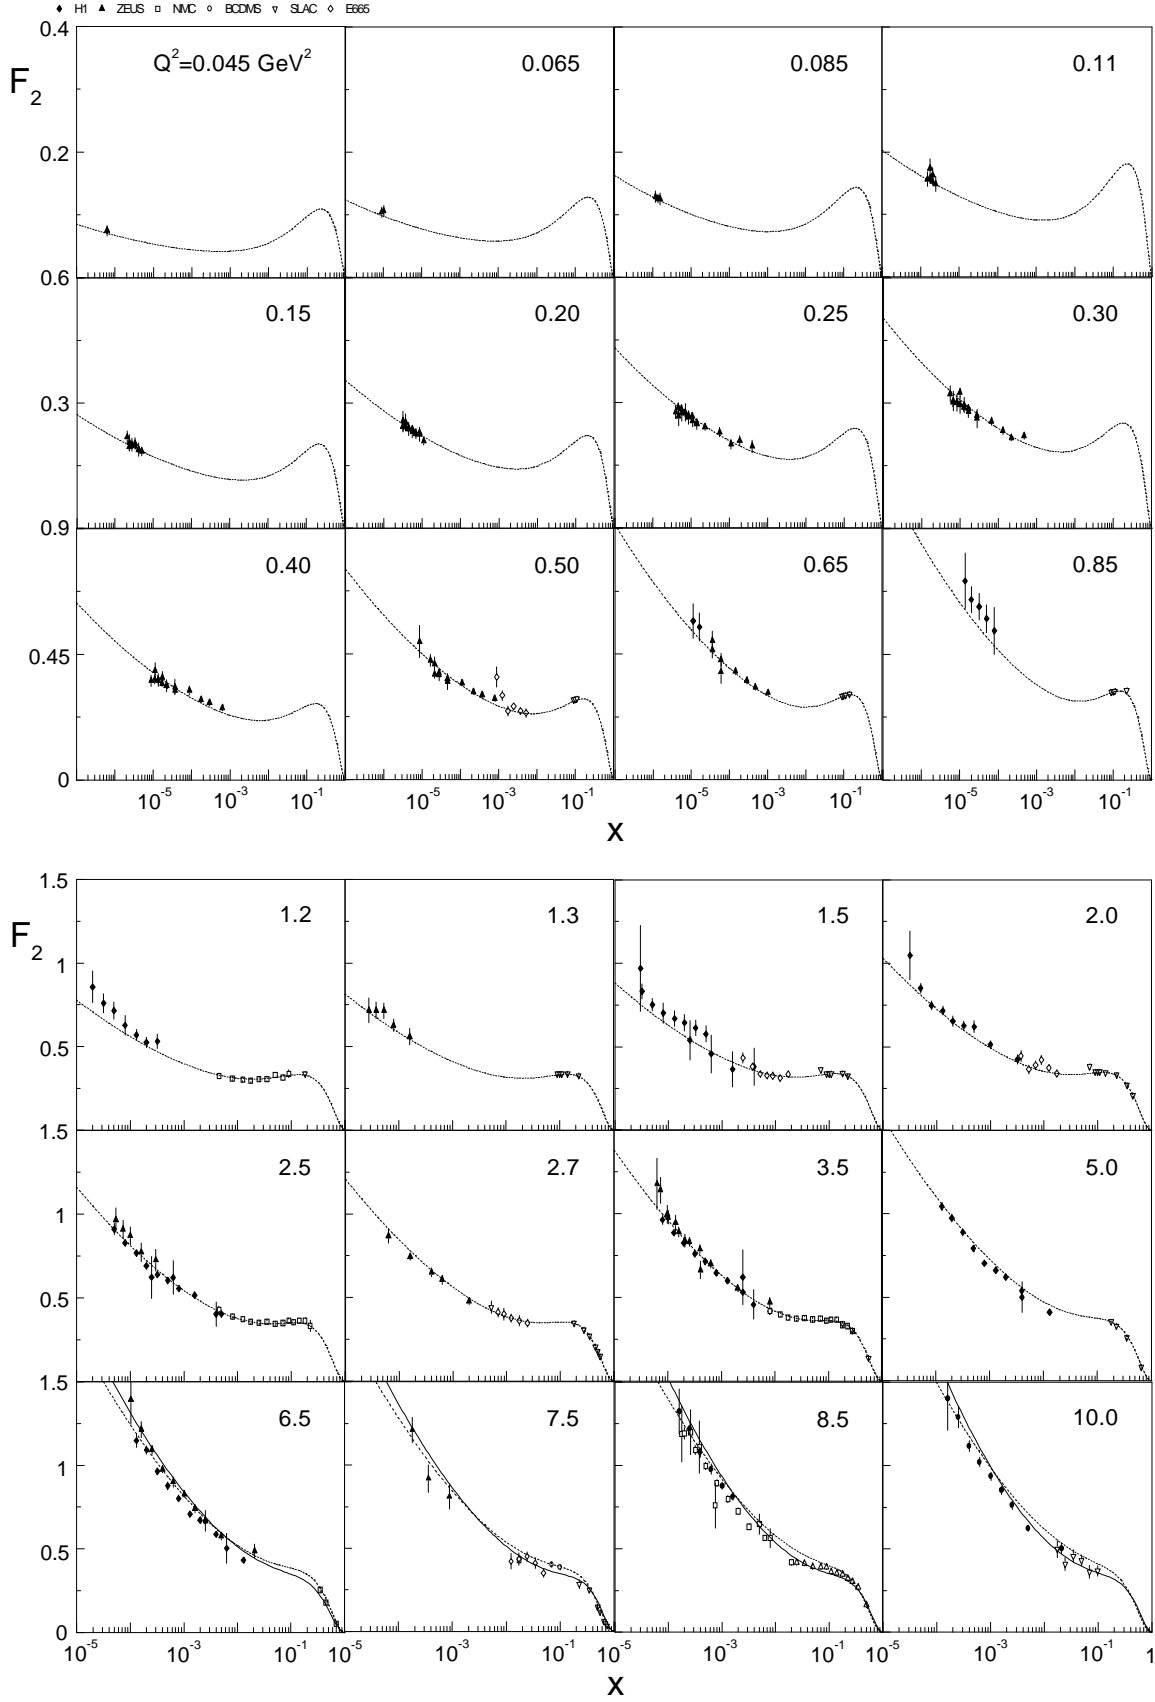 H1 ZEUS NMC BCDMS SLAC E665
0.4
Q²=0.045 GeV² 0.065 0.085 0.11
F₂
0.2
0.6
0.15 0.20 0.25 0.30
0.3
0.9
0.40 0.50 0.65 0.85
0.45
0
10⁻⁵ 10⁻³ 10⁻¹ 10⁻⁵ 10⁻³ 10⁻¹ 10⁻⁵ 10⁻³ 10⁻¹ 10⁻⁵ 10⁻³ 10⁻¹
x
1.5
1.2 1.3 1.5 2.0
F₂
1
0.5
1.5
2.5 2.7 3.5 5.0
1
0.5
1.5
6.5 7.5 8.5 10.0
1
0.5
0
10⁻⁵ 10⁻³ 10⁻¹ 10⁻⁵ 10⁻³ 10⁻¹ 10⁻⁵ 10⁻³ 10⁻¹ 10⁻⁵ 10⁻³ 10⁻¹ 1
x